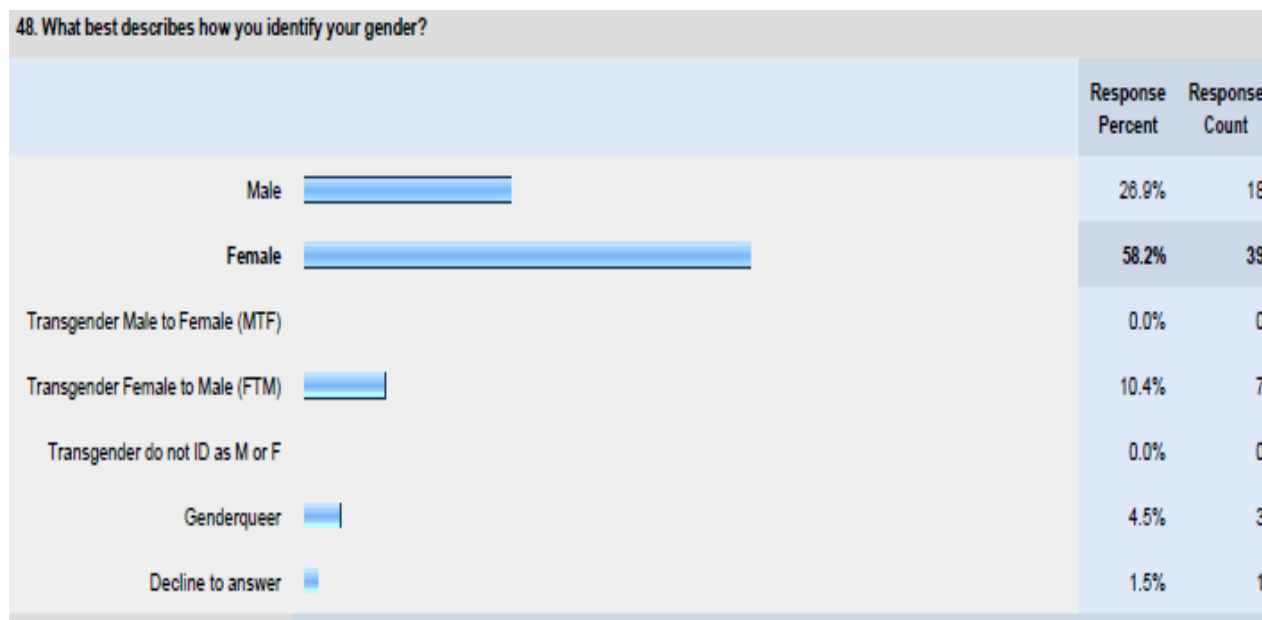 48. What best describes how you identify your gender?
Response Percent
Response Count
Male 26.9% 18
Female 58.2% 39
Transgender Male to Female (MTF) 0.0% 0
Transgender Female to Male (FTM) 10.4% 7
Transgender do not ID as M or F 0.0% 0
Genderqueer 4.5% 3
Decline to answer 1.5% 1